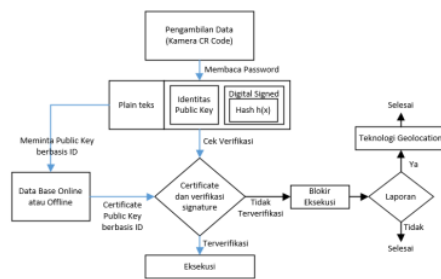 Pengambilan Data
(Kamera CR Code)
Membaca Password
Plain teks
Identitas
Public Key
Digital Signed
Hash h(x)
Selesai
Teknologi Geolocation
Meminta Public Key
berbasis ID
Cek Verifikasi
Ya
Data Base Online
atau Offline
Certificate
Public Key
berbasis ID
Certificate
dan verifikasi
signature
Tidak
Terverifikasi
Blokir
Eksekusi
Laporan
Tidak
Terverifikasi
Selesai
Eksekusi